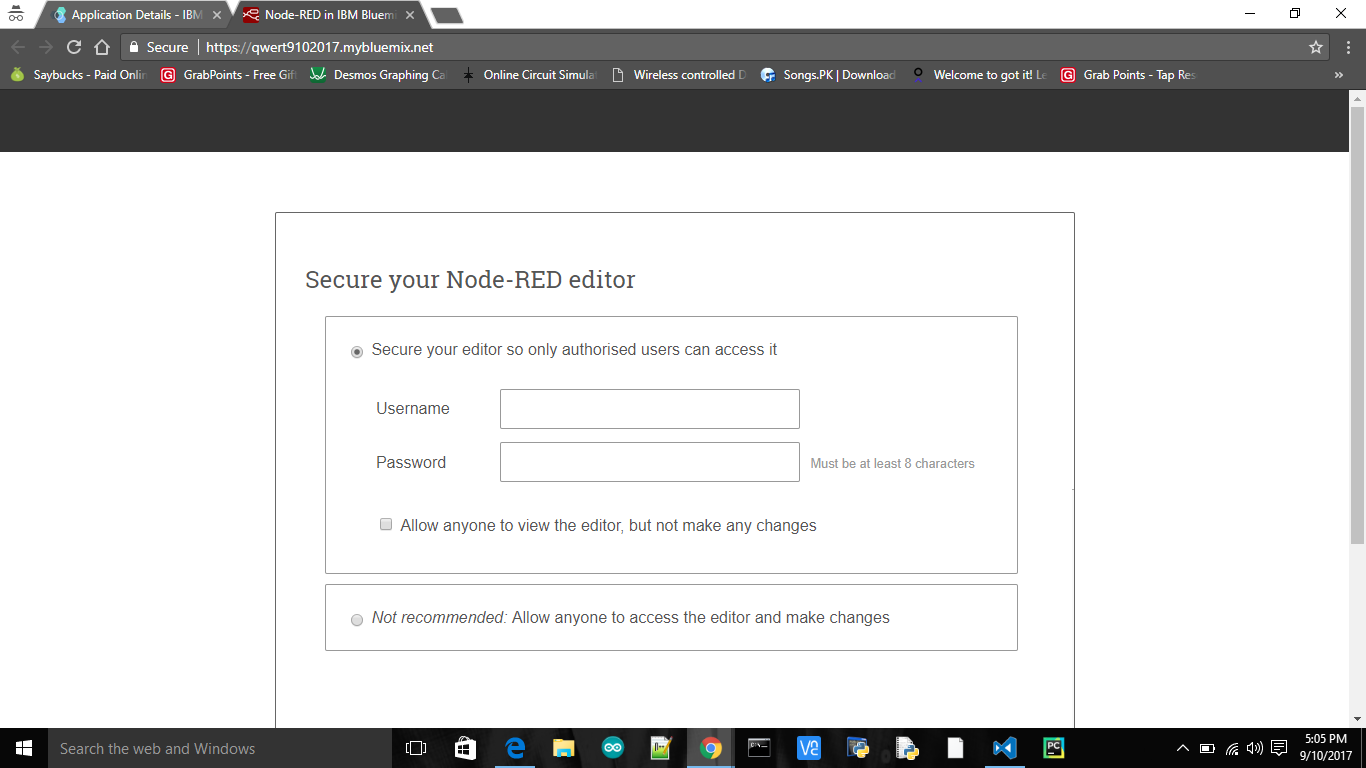 Application Details - IBM
Node-RED in IBM Bluemi
Secure
https://qwert9102017.mybluemix.net
Saybucks - Paid Onlin
GrabPoints - Free Gif
Desmos Graphing Ca
Online Circuit Simula
Wireless controlled D
Songs.PK | Download
Welcome to got it! Le
Grab Points - Tap Res
Secure your Node-RED editor
Secure your editor so only authorised users can access it
Username
Password
Must be at least 8 characters
Allow anyone to view the editor, but not make any changes
Not recommended: Allow anyone to access the editor and make changes
Search the web and Windows
5:05 PM
9/10/2017